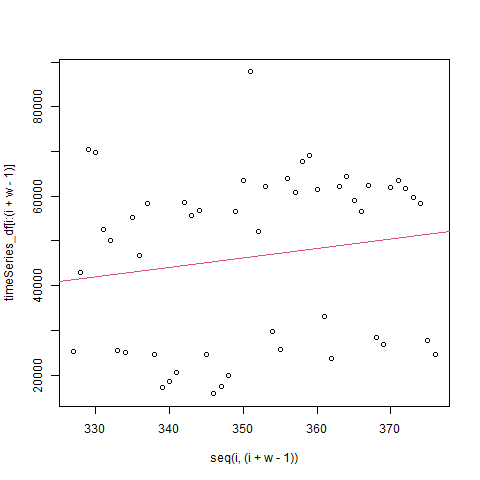 80000
60000
40000
20000
timeSeries_df[i:(i + w - 1)]
330 340 350 360 370
seq(i, (i + w - 1))